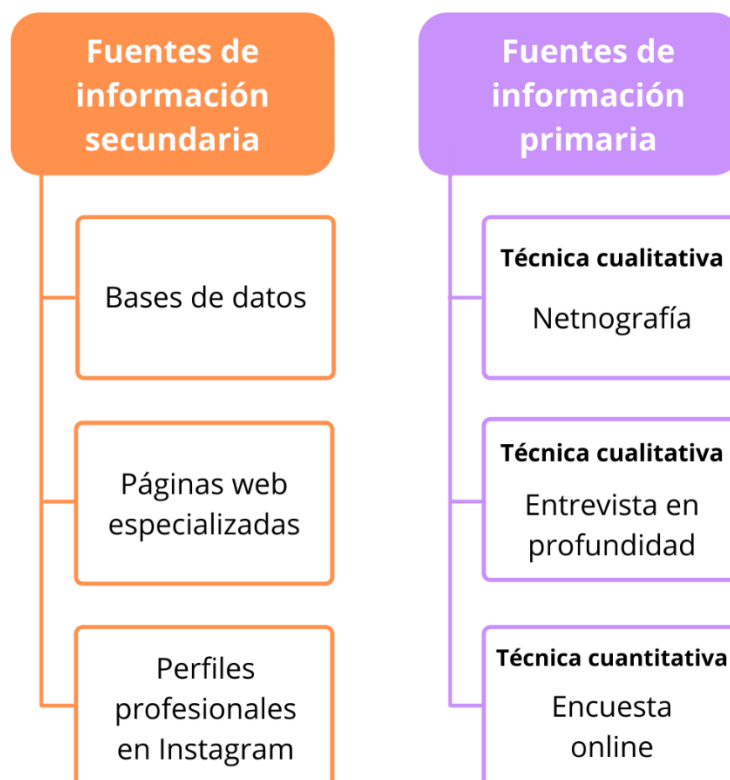 Fuentes de
información
secundaria
Bases de datos
Páginas web
especializadas
Perfiles
profesionales
en Instagram
Fuentes de
información
primaria
Técnica cualitativa
Netnografía
Técnica cualitativa
Entrevista en
profundidad
Técnica cuantitativa
Encuesta
online